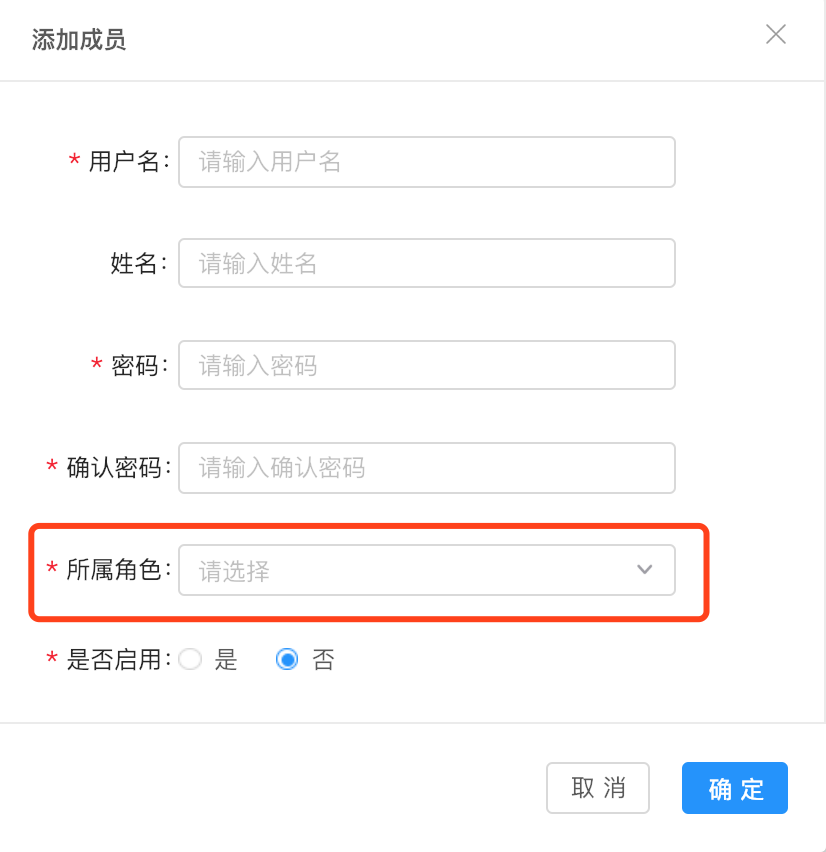 添加成员
* 用户名: 请输入用户名
姓名: 请输入姓名
* 密码: 请输入密码
* 确认密码: 请输入确认密码
* 所属角色: 请选择
* 是否启用: 是 否
取 消 确 定